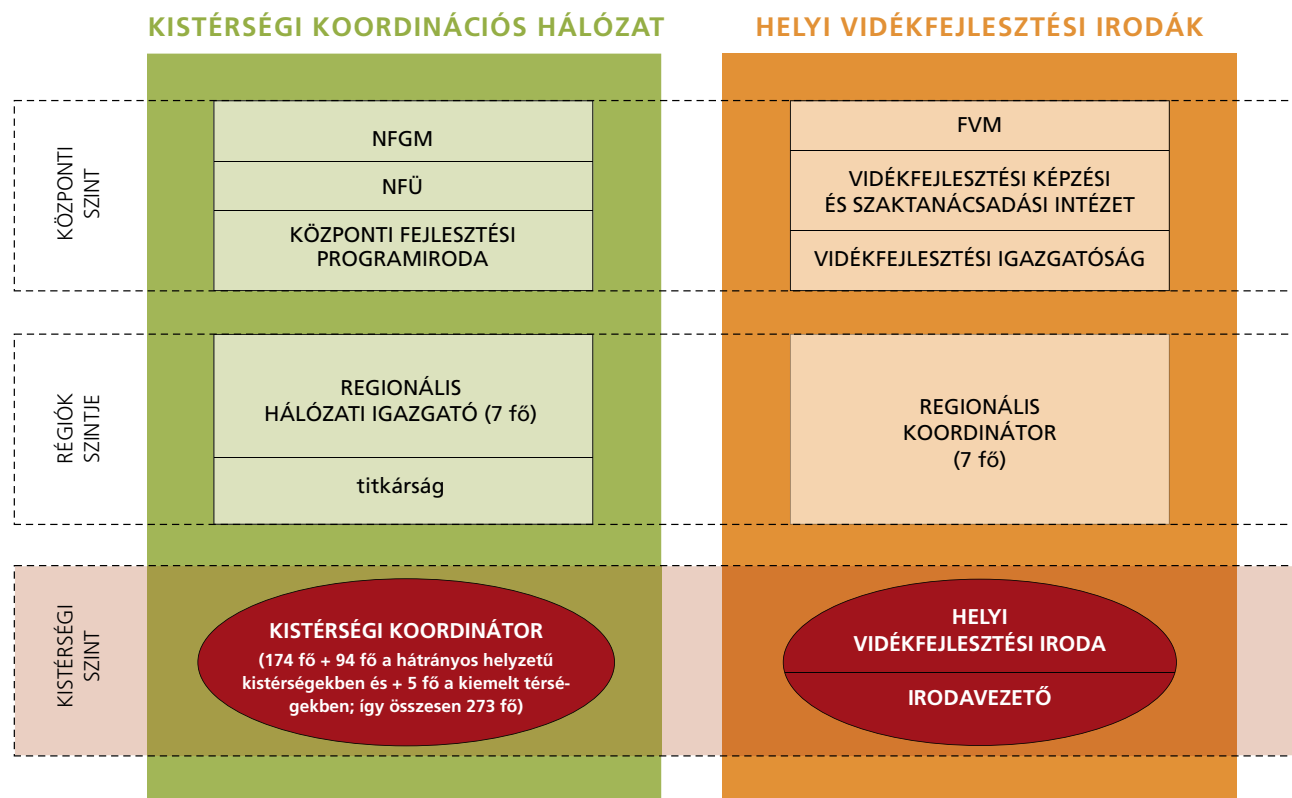 KISTÉRSÉGI KOORDINÁCIÓS HÁLÓZAT
HELYI VIDÉKFEJLESZTÉSI IRODÁK
KÖZPONTI
SZINT
NFGM
NFÜ
KÖZPONTI FEJLESZTÉSI
PROGRAMIRODA
FVM
VIDÉKFEJLESZTÉSI KÉPZÉSI
ÉS SZAKTANÁCSADÁSI INTÉZET
VIDÉKFEJLESZTÉSI IGAZGATÓSÁG
RÉGIÓK
SZINTJE
REGIONÁLIS
HÁLÓZATI IGAZGATÓ (7 fő)
titkárság
REGIONÁLIS
KOORDINÁTOR
(7 fő)
KISTÉRSÉGI
SZINT
KISTÉRSÉGI KOORDINÁTOR
(174 fő + 94 fő a hátrányos helyzetű
kistérségekben és + 5 fő a kiemelt térsé-
gekben; így összesen 273 fő)
HELYI
VIDÉKFEJLESZTÉSI IRODA
IRODAVEZETŐ